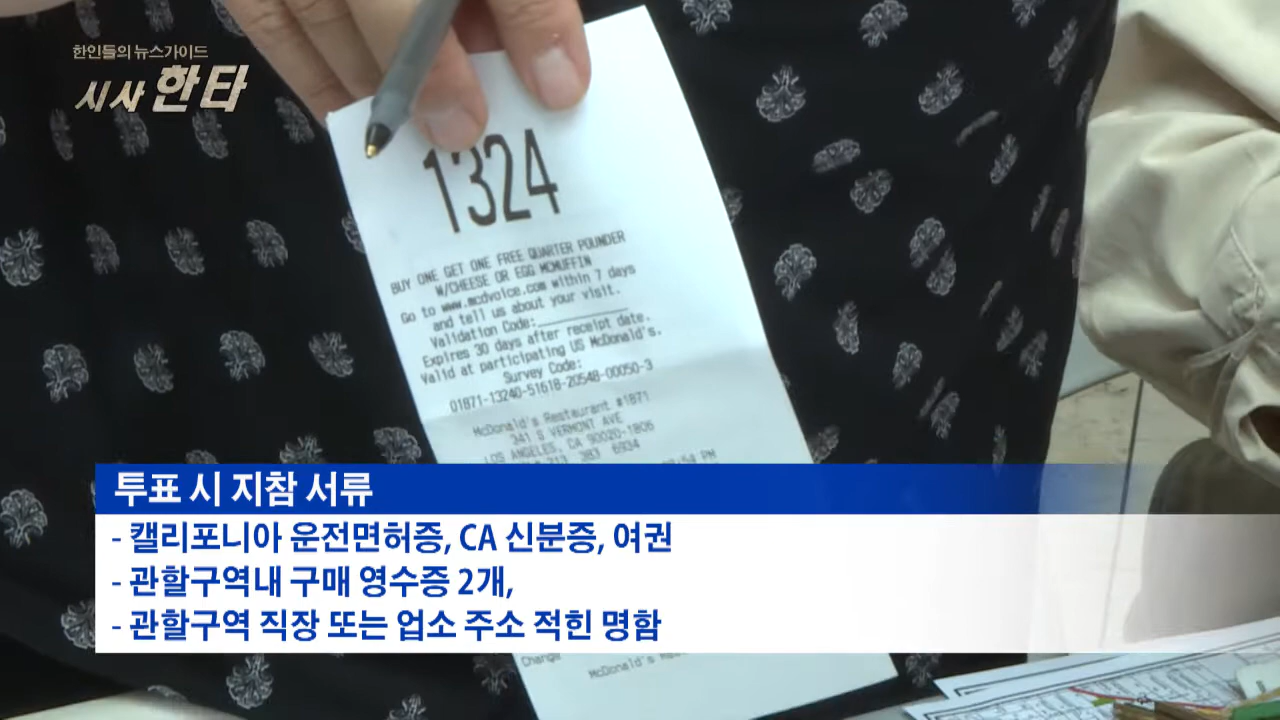 한인들의 뉴스가이드
시사 한타
1324
BUY ONE GET ONE FREE QUARTER POUNDER
W/CHEESE OR EGG MCMUFFIN
Go to www.mcdvoice.com within 7 days
and tell us about your visit.
Validation Code:
Expires 30 days after receipt date.
Valid at participating US McDonald's.
Survey Code:
01871-13240-51618-20548-00050-3
McDonald's Restaurant #1871
341 S VERMONT AVE
LOS ANGELES, CA 90020-1806
213 383 6934
PM
투표 시 지참 서류
- 캘리포니아 운전면허증, CA 신분증, 여권
- 관할구역내 구매 영수증 2개,
- 관할구역 직장 또는 업소 주소 적힌 명함
Change
McDonald's